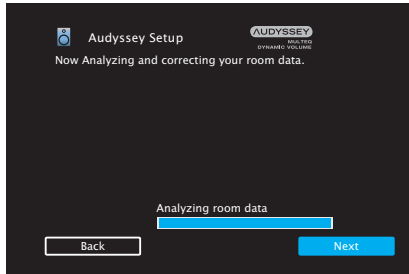 Audyssey Setup
AUDYSSEY
MULTEQ
DYNAMIC VOLUME
Now Analyzing and correcting your room data.
Analyzing room data
Back
Next